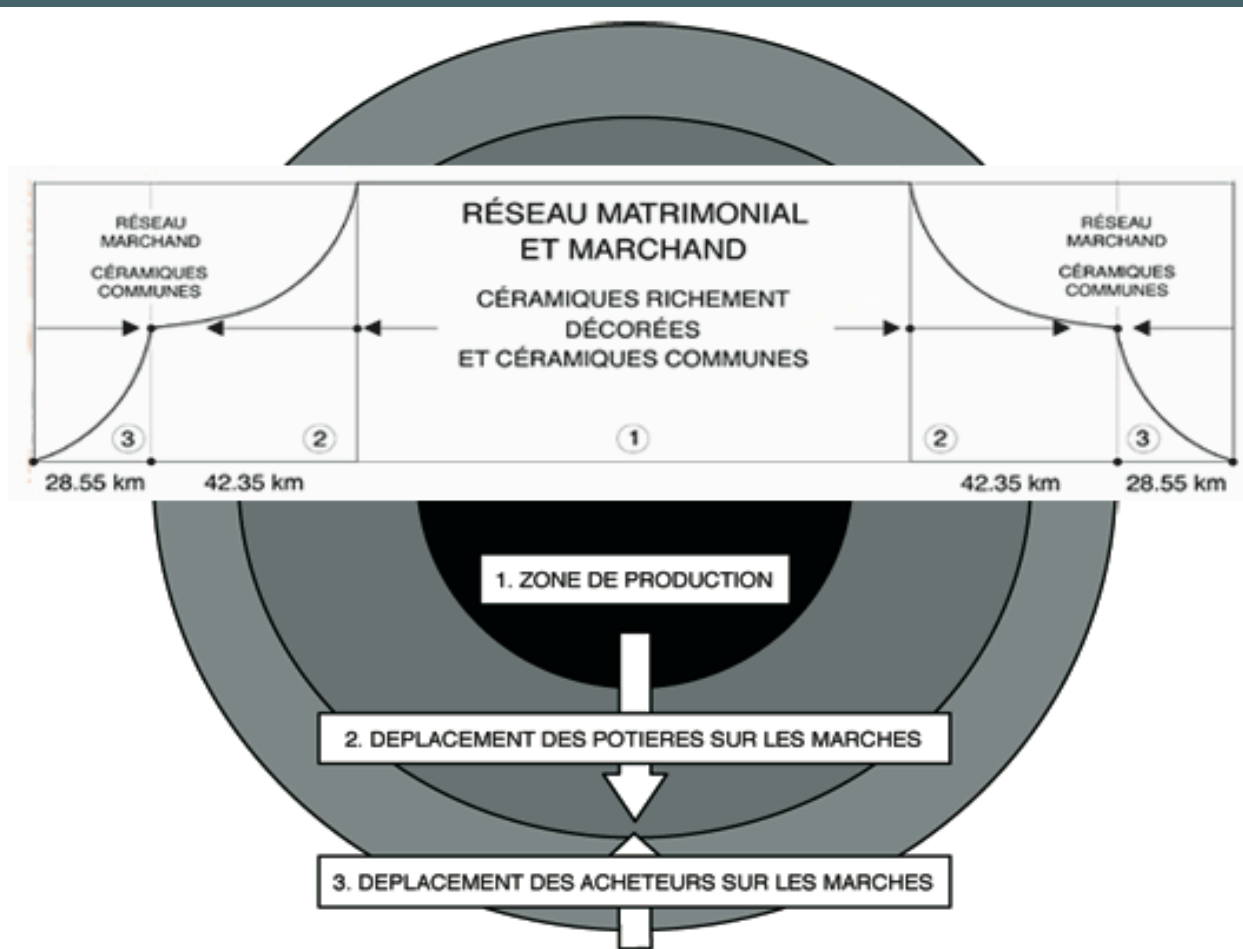 RÉSEAU
MARCHAND
CÉRAMIQUES
COMMUNES
RÉSEAU MATRIMONIAL
ET MARCHAND
CÉRAMIQUES RICHEMENT
DÉCORÉES
ET CÉRAMIQUES COMMUNES
RÉSEAU
MARCHAND
CÉRAMIQUES
COMMUNES
3
2
1
2
3
28.55 km
42.35 km
42.35 km
28.55 km
1. ZONE DE PRODUCTION
2. DEPLACEMENT DES POTIERES SUR LES MARCHES
3. DEPLACEMENT DES ACHETEURS SUR LES MARCHES